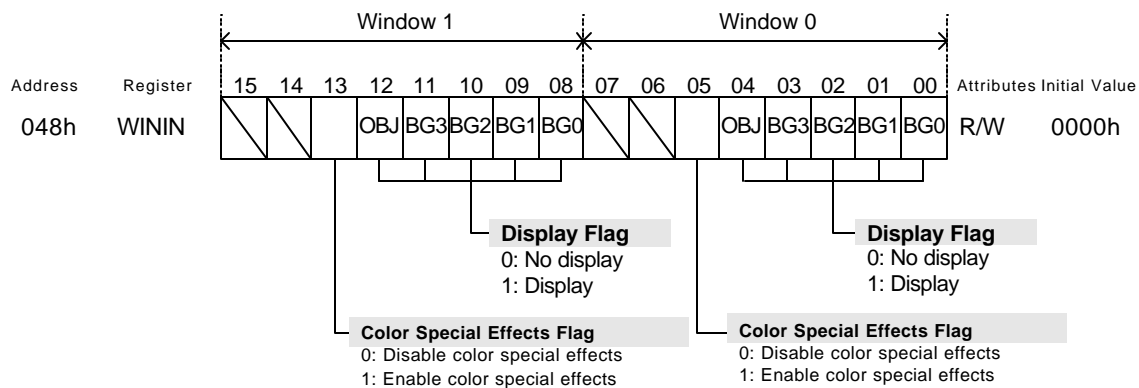 Window 1 Window 0
15 14 13 12 11 10 09 08 07 06 05 04 03 02 01 00
Address Register Attributes Initial Value
048h WININ OBJ BG3 BG2 BG1 BG0 OBJ BG3 BG2 BG1 BG0 R/W 0000h
Display Flag Display Flag
0: No display 0: No display
1: Display 1: Display
Color Special Effects Flag Color Special Effects Flag
0: Disable color special effects 0: Disable color special effects
1: Enable color special effects 1: Enable color special effects